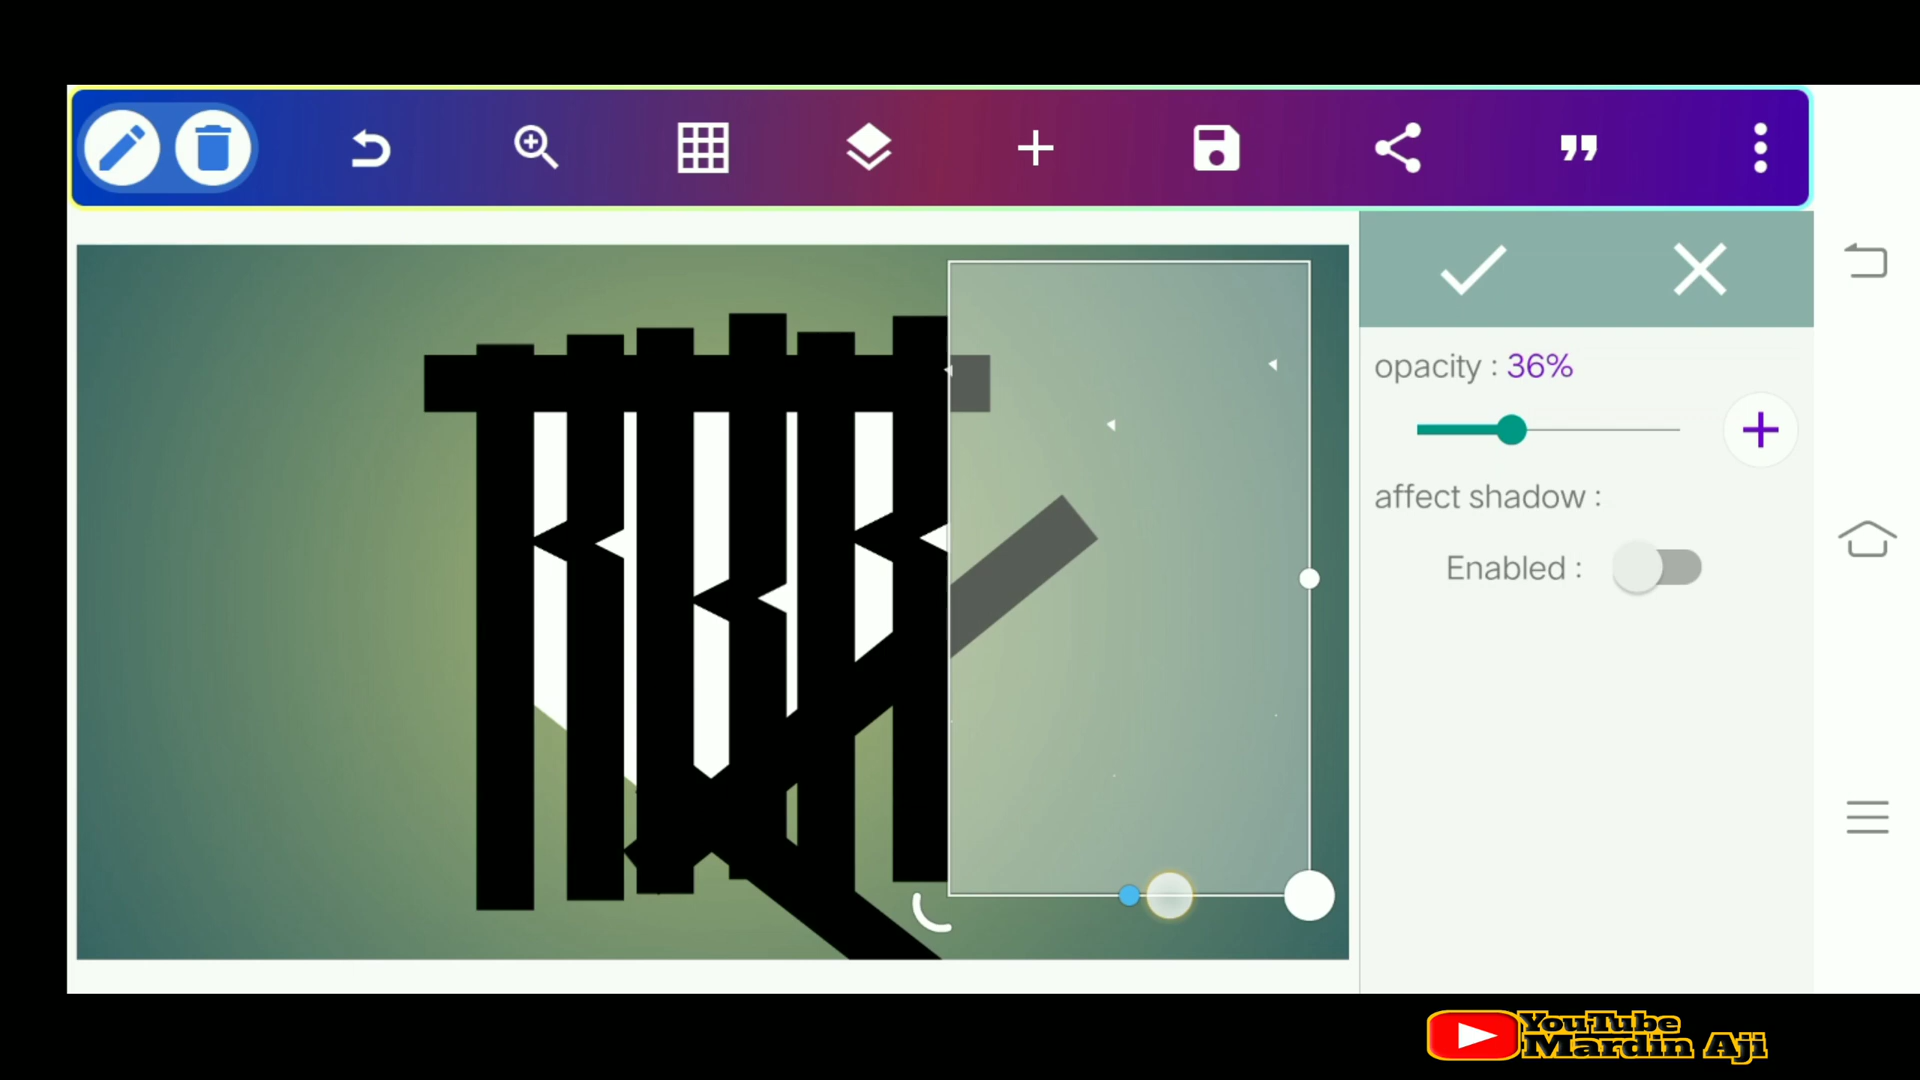 opacity : 36%
affect shadow :
Enabled :
YouTube
Mardin Aji